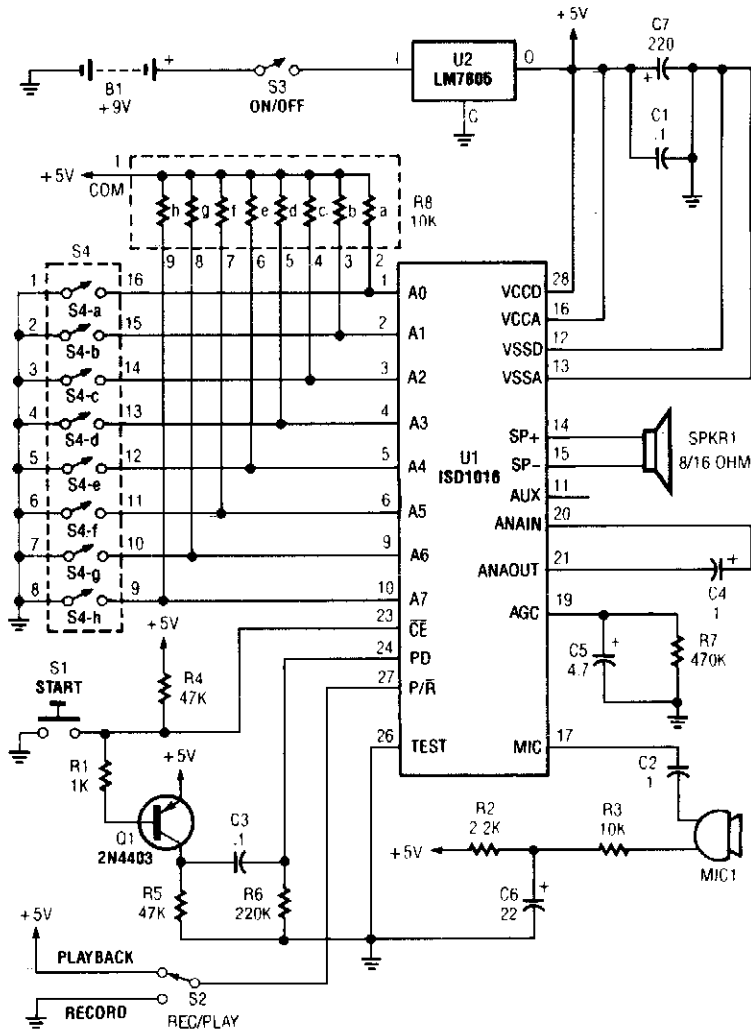 +5V
C7
220
+
U2
LM7805
I
O
C
+
B1
+9V
S3
ON/OFF
C1
.1
+5V
1
COM
h g f e d c b a
R8
10K
9 8 7 6 5 4 3 2
S4
1 S4-a 16 1 A0
2 S4-b 15 2 A1
3 S4-c 14 3 A2
4 S4-d 13 4 A3
5 S4-e 12 5 A4
6 S4-f 11 6 A5
7 S4-g 10 9 A6
8 S4-h 9 10 A7
VCCD 28
VCCA 16
VSSD 12
VSSA 13
U1
ISD1016
SP+ 14
SP- 15
AUX 11
ANAIN 20
ANAOUT 21
AGC 19
SPKR1
8/16 OHM
+
C4
1
23 CE
24 PD
27 P/R
26 TEST
MIC 17
C5
4.7
+
R7
470K
+5V
R4
47K
S1
START
R1
1K
+5V
Q1
2N4403
C3
.1
R5
47K
R6
220K
C2
1
R2
2.2K
R3
10K
+5V
C6
22
+
MIC1
+5V
PLAYBACK
RECORD
S2
REC/PLAY